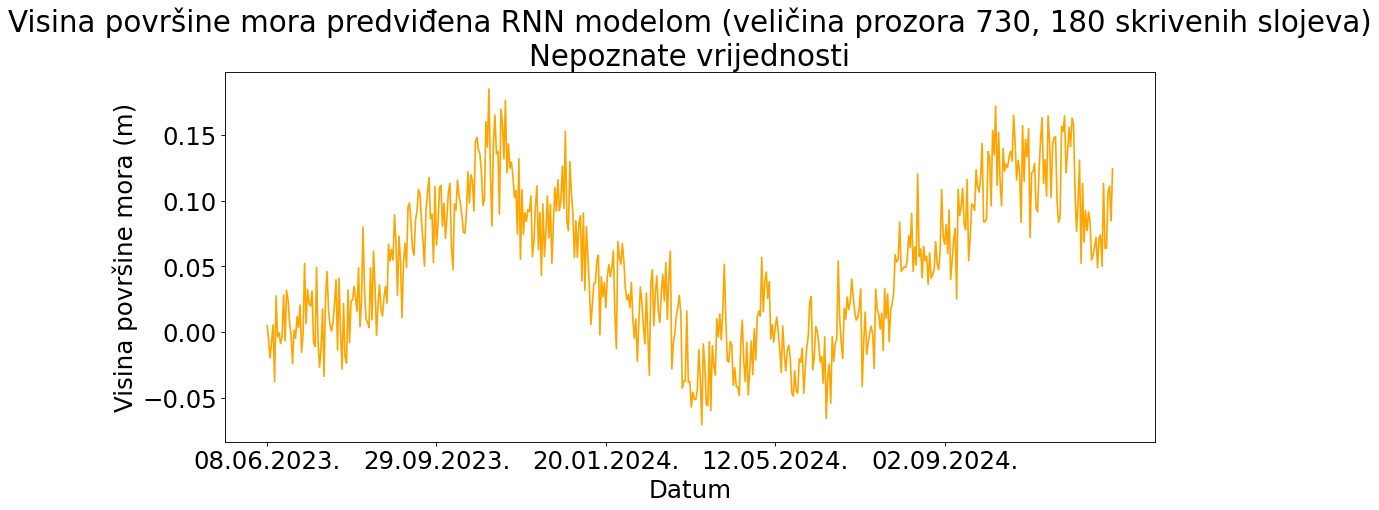 Visina površine mora predviđena RNN modelom (veličina prozora 730, 180 skrivenih slojeva)
Nepoznate vrijednosti
Visina površine mora (m)
0.15
0.10
0.05
0.00
−0.05
08.06.2023. 29.09.2023. 20.01.2024. 12.05.2024. 02.09.2024.
Datum